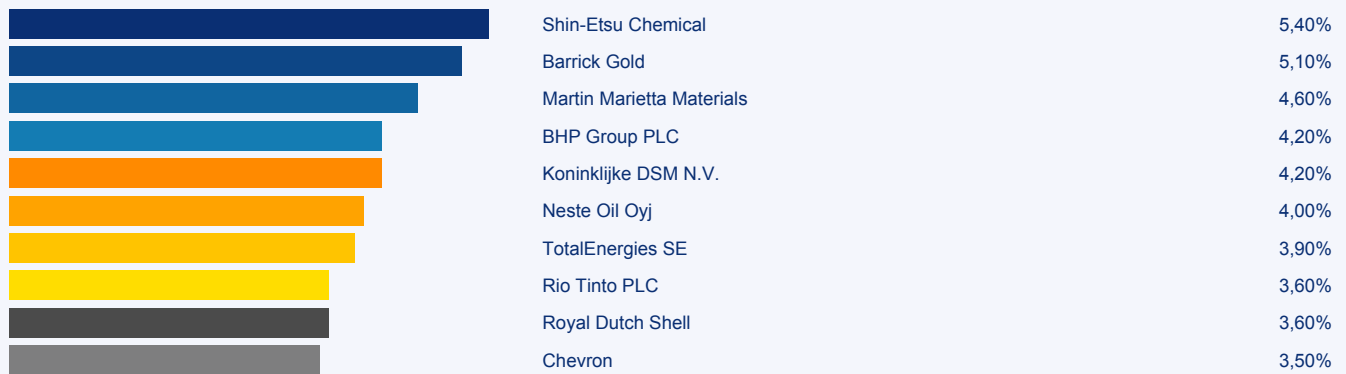 Shin-Etsu Chemical 5,40%
Barrick Gold 5,10%
Martin Marietta Materials 4,60%
BHP Group PLC 4,20%
Koninklijke DSM N.V. 4,20%
Neste Oil Oyj 4,00%
TotalEnergies SE 3,90%
Rio Tinto PLC 3,60%
Royal Dutch Shell 3,60%
Chevron 3,50%